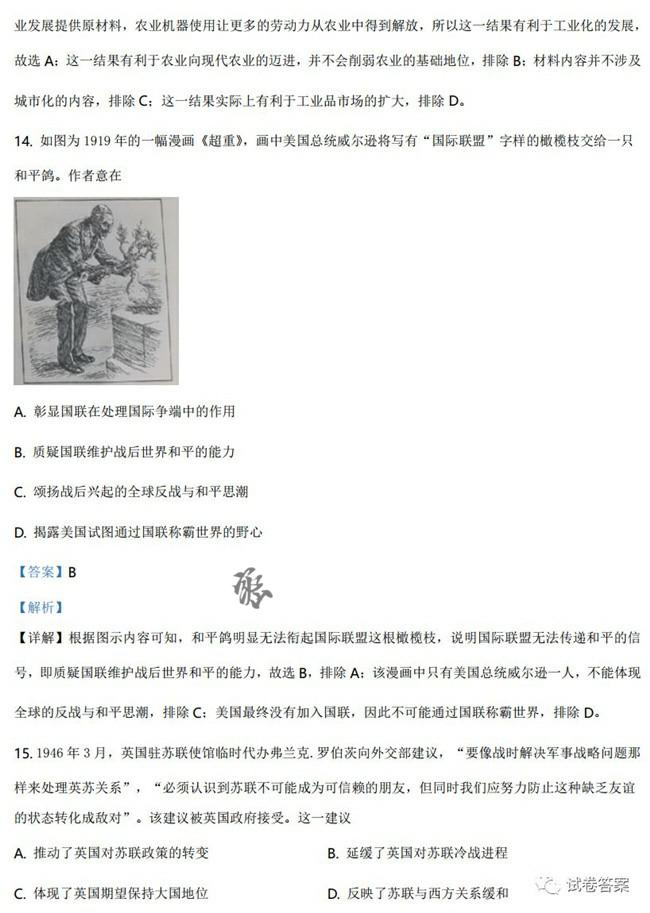 业发展提供原材料，农业机器使用让更多的劳动力从农业中得到解放，所以这一结果有利于工业化的发展，
故选 A；这一结果有利于农业向现代农业的迈进，并不会削弱农业的基础地位，排除 B；材料内容并不涉及
城市化的内容，排除 C；这一结果实际上有利于工业品市场的扩大，排除 D。
14. 如图为 1919 年的一幅漫画《超重》，画中美国总统威尔逊将写有“国际联盟”字样的橄榄枝交给一只
和平鸽。作者意在
A. 彰显国联在处理国际争端中的作用
B. 质疑国联维护战后世界和平的能力
C. 颂扬战后兴起的全球反战与和平思潮
D. 揭露美国试图通过国联称霸世界的野心
【答案】B
【解析】
【详解】根据图示内容可知，和平鸽明显无法衔起国际联盟这根橄榄枝，说明国际联盟无法传递和平的信
号，即质疑国联维护战后世界和平的能力，故选 B，排除 A；该漫画中只有美国总统威尔逊一人，不能体现
全球的反战与和平思潮，排除 C；美国最终没有加入国联，因此不可能通过国联称霸世界，排除 D。
15. 1946 年 3 月，英国驻苏联使馆临时代办弗兰克.罗伯茨向外交部建议，“要像战时解决军事战略问题那
样来处理英苏关系”，“必须认识到苏联不可能成为可信赖的朋友，但同时我们应努力防止这种缺乏友谊
的状态转化成敌对”。该建议被英国政府接受。这一建议
A. 推动了英国对苏联政策的转变 B. 延缓了英国对苏联冷战进程
C. 体现了英国期望保持大国地位 D. 反映了苏联与西方关系缓和
试卷答案